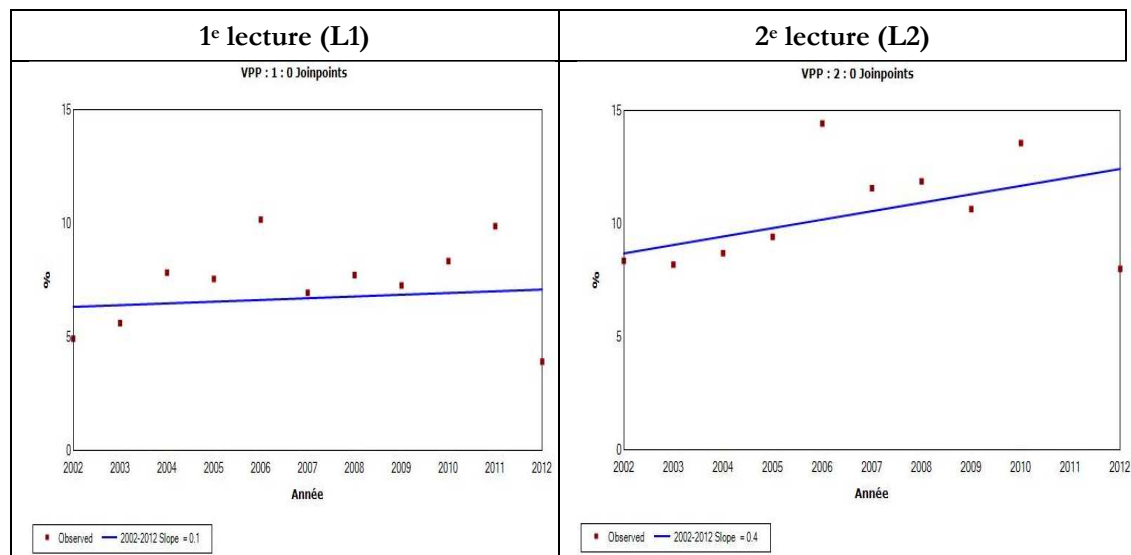 1e lecture (L1)
2e lecture (L2)
VPP : 1 : 0 Joinpoints
15
10
5
0
%
2002 2003 2004 2005 2006 2007 2008 2009 2010 2011 2012
Année
Observed 2002-2012 Slope = 0.1
VPP : 2 : 0 Joinpoints
15
10
5
0
%
2002 2003 2004 2005 2006 2007 2008 2009 2010 2011 2012
Année
Observed 2002-2012 Slope = 0.4